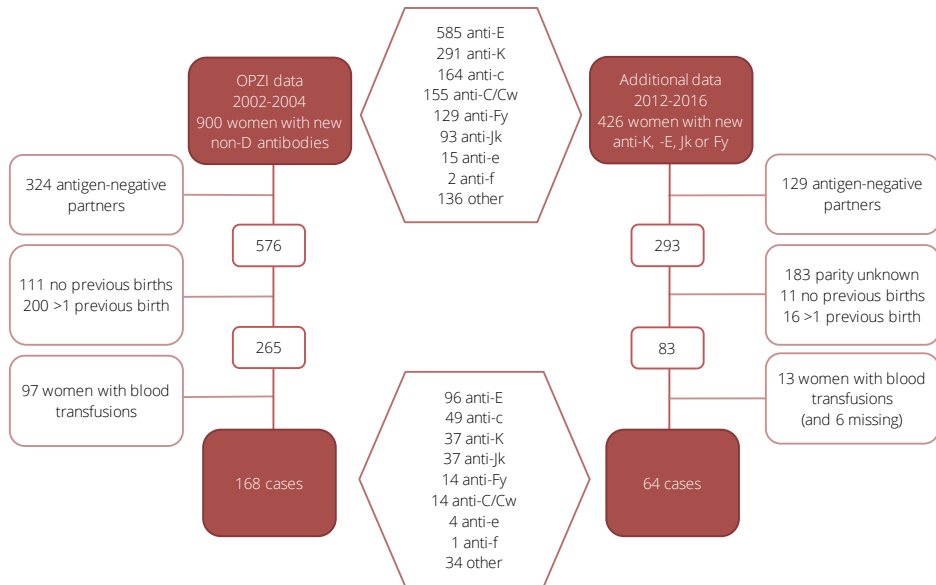 585 anti-E
291 anti-K
164 anti-c
155 anti-C/Cw
129 anti-Fy
93 anti-Jk
15 anti-e
2 anti-f
136 other
OPZI data
2002-2004
900 women with new
non-D antibodies
Additional data
2012-2016
426 women with new
anti-K, -E, Jk or Fy
324 antigen-negative
partners
129 antigen-negative
partners
576
293
111 no previous births
200 >1 previous birth
183 parity unknown
11 no previous births
16 >1 previous birth
265
83
97 women with blood
transfusions
13 women with blood
transfusions
(and 6 missing)
96 anti-E
49 anti-c
37 anti-K
37 anti-Jk
14 anti-Fy
14 anti-C/Cw
4 anti-e
1 anti-f
34 other
168 cases
64 cases